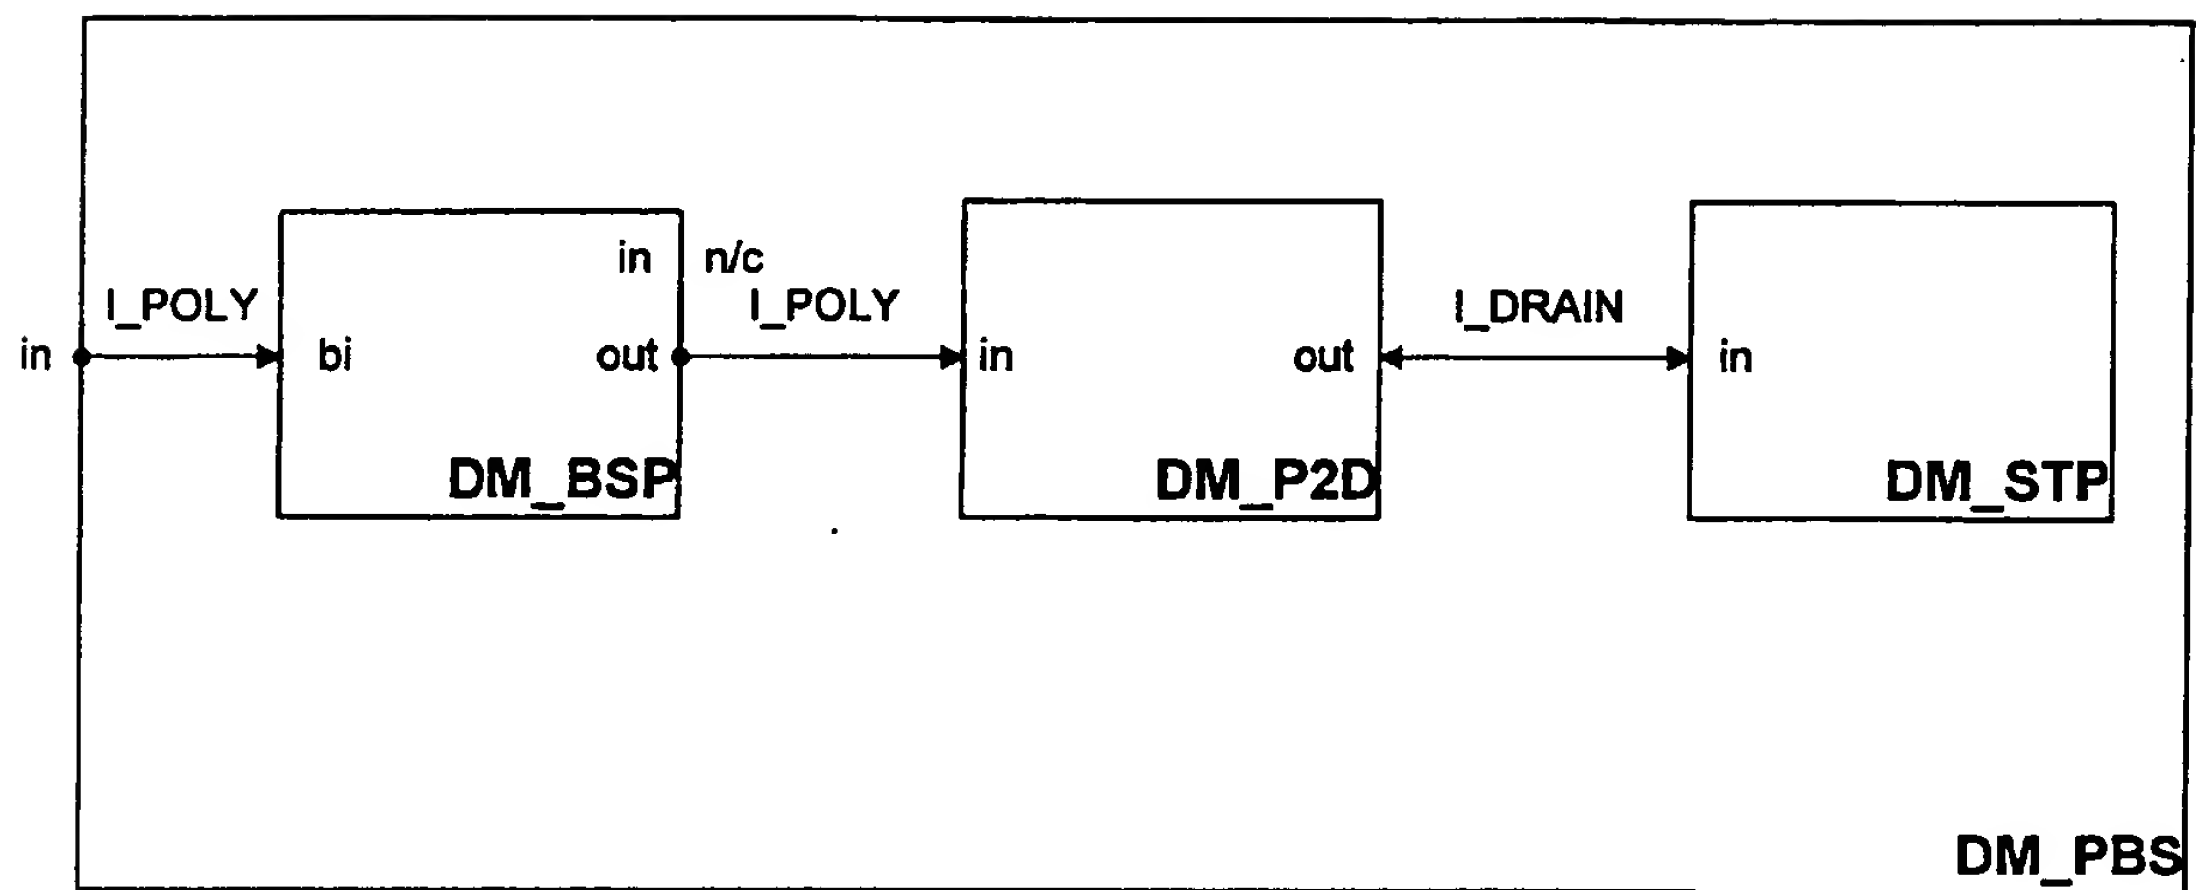 in n/c
I_POLY I_POLY I_DRAIN
in bi out in out in
DM_BSP DM_P2D DM_STP
DM_PBS